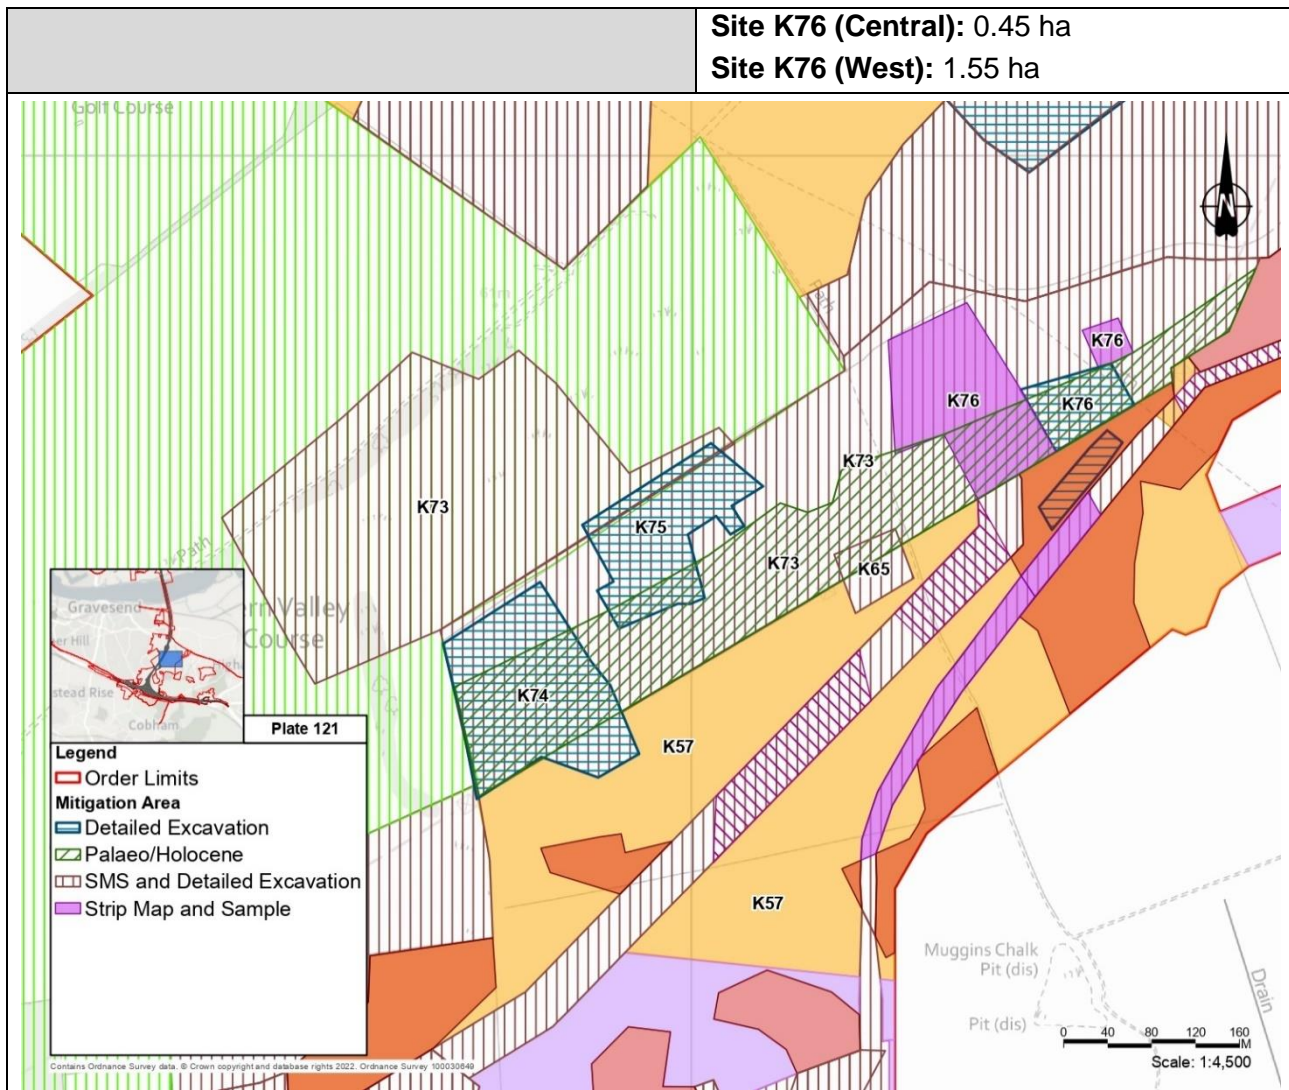 Site K76 (Central): 0.45 ha
Site K76 (West): 1.55 ha
Golf Course
61m
Path
N
K76
K76
K76
K73
K73
K75
K73
K65
Path
K74
ern Valley
Course
K57
K57
Gravesend
Cobham
Plate 121
Legend
Order Limits
Mitigation Area
Detailed Excavation
Palaeo/Holocene
SMS and Detailed Excavation
Strip Map and Sample
Muggins Chalk
Pit (dis)
Pit (dis)
Drain
0 40 80 120 160
M
Scale: 1:4,500
Contains Ordnance Survey data. © Crown copyright and database rights 2022. Ordnance Survey 100030649